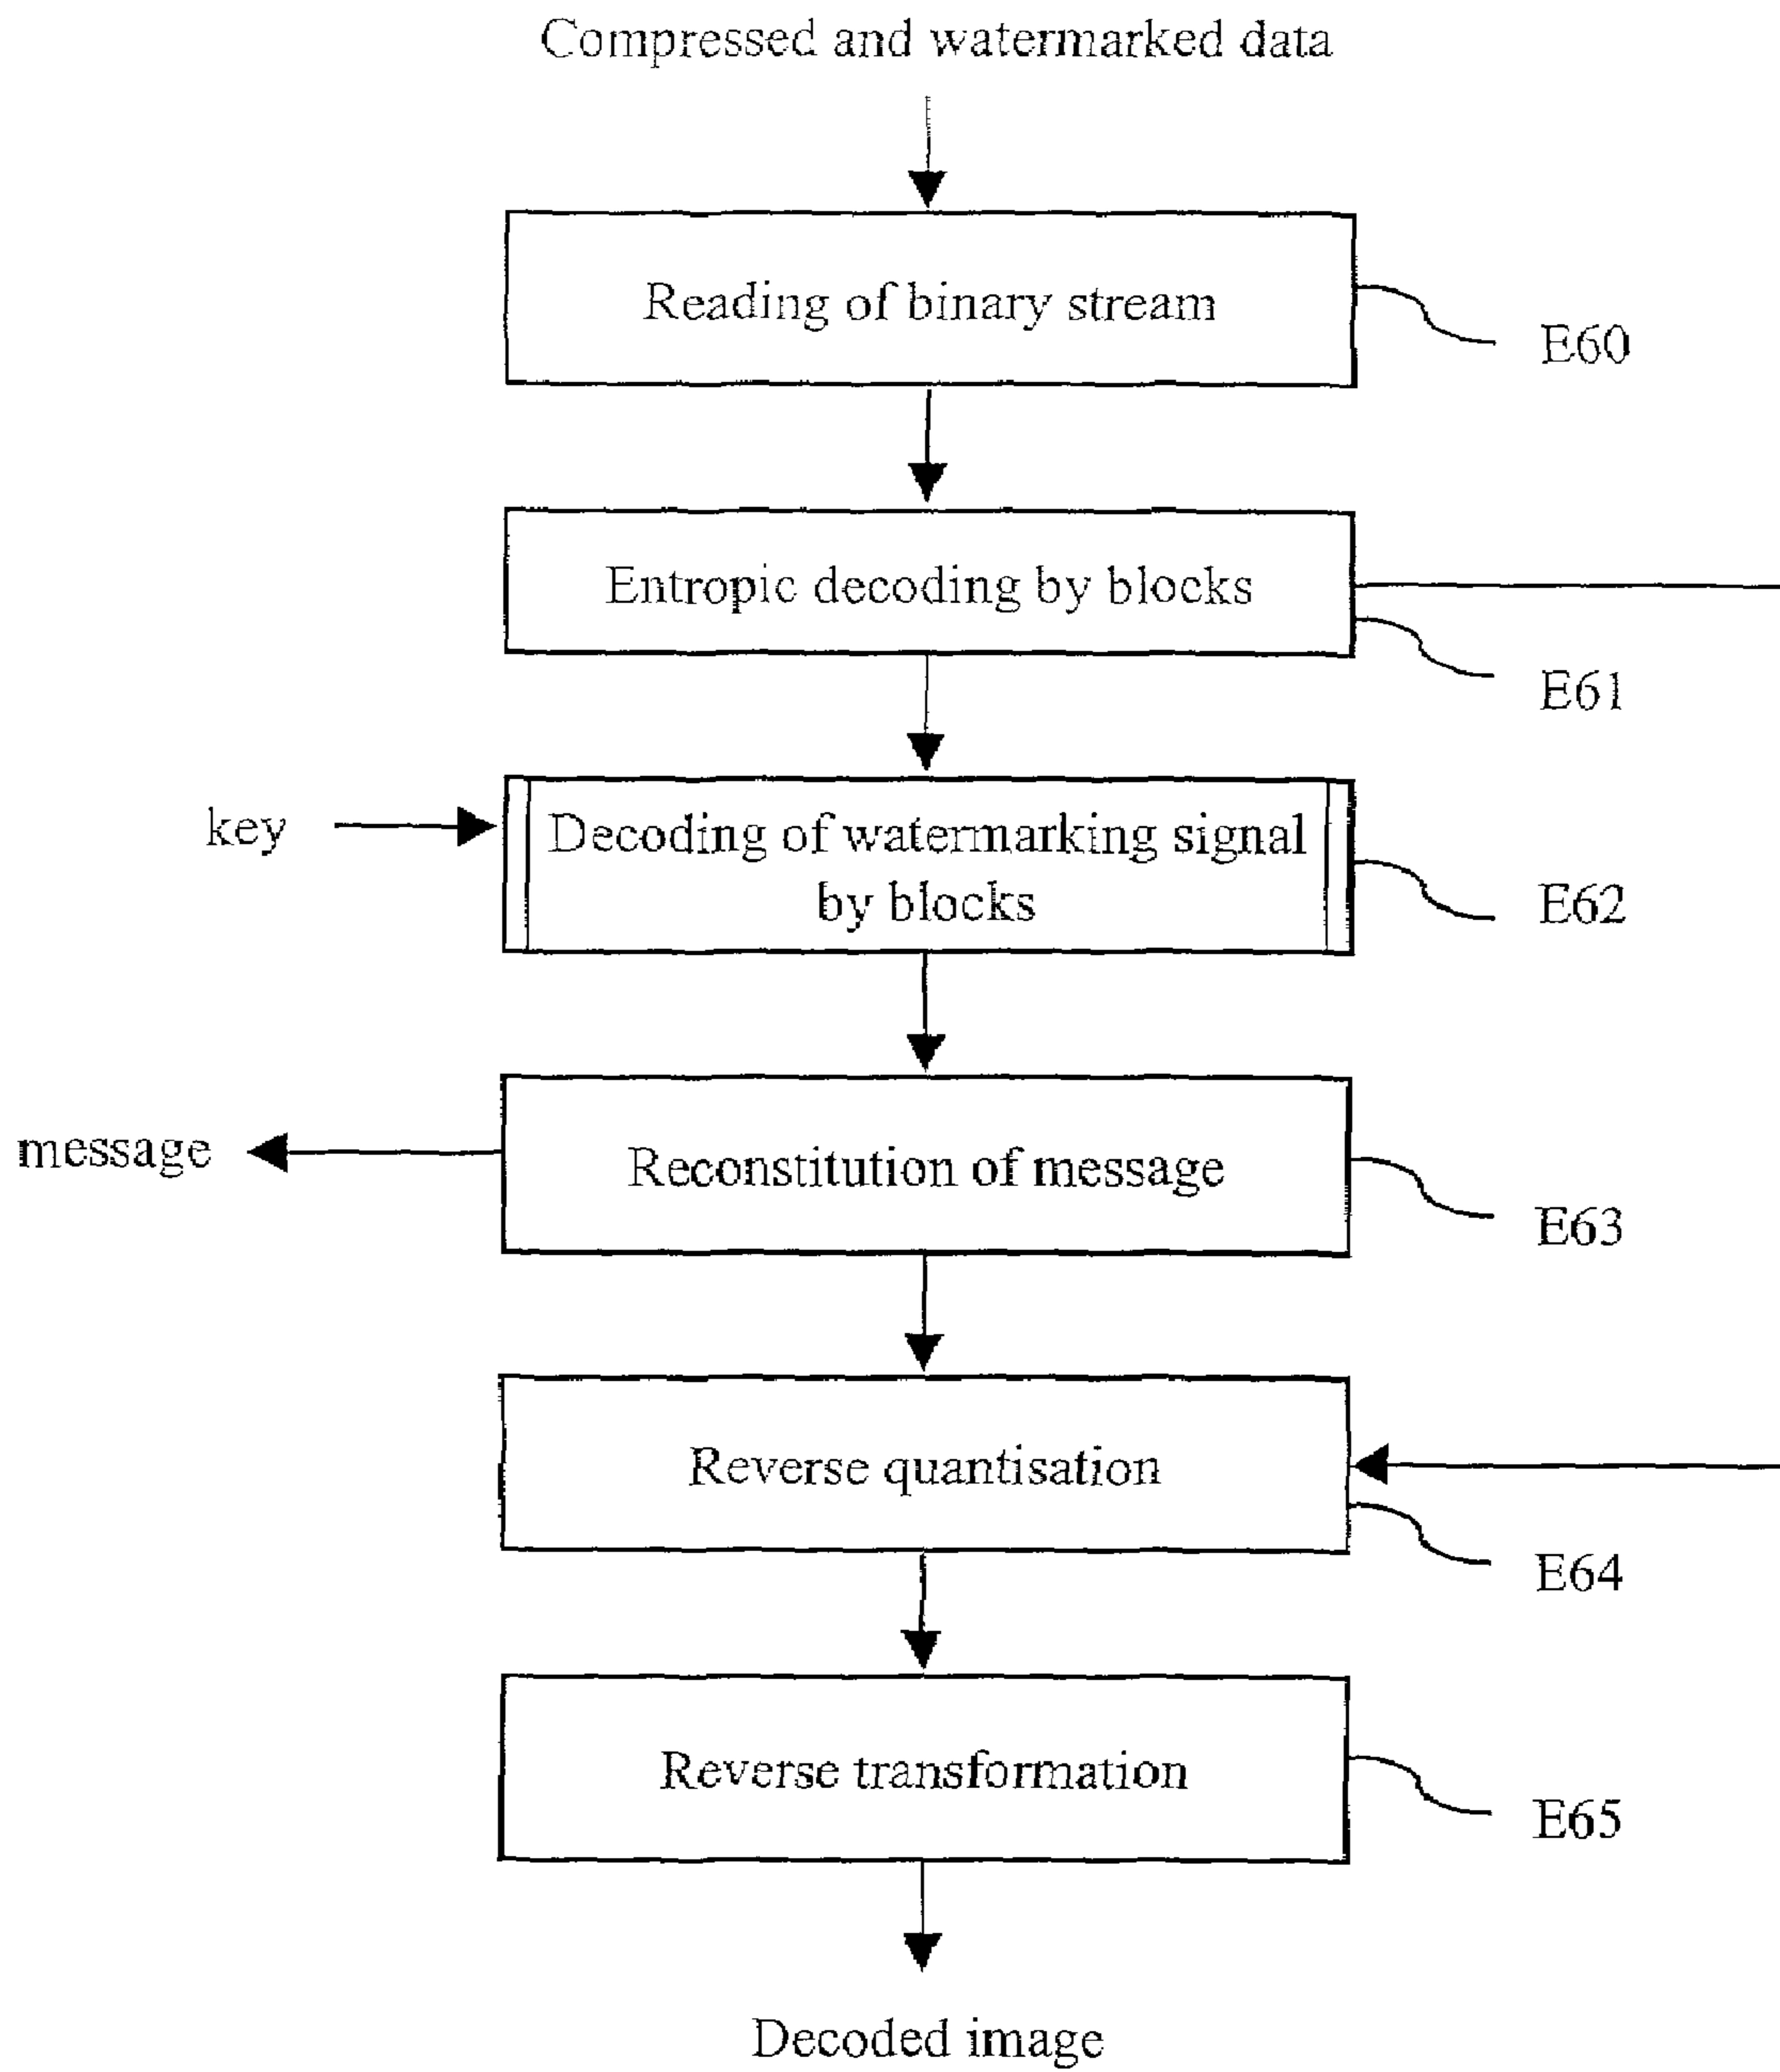 Compressed and watermarked data
Reading of binary stream
E60
Entropic decoding by blocks
E61
key
Decoding of watermarking signal
by blocks
E62
message
Reconstitution of message
E63
Reverse quantisation
E64
Reverse transformation
E65
Decoded image